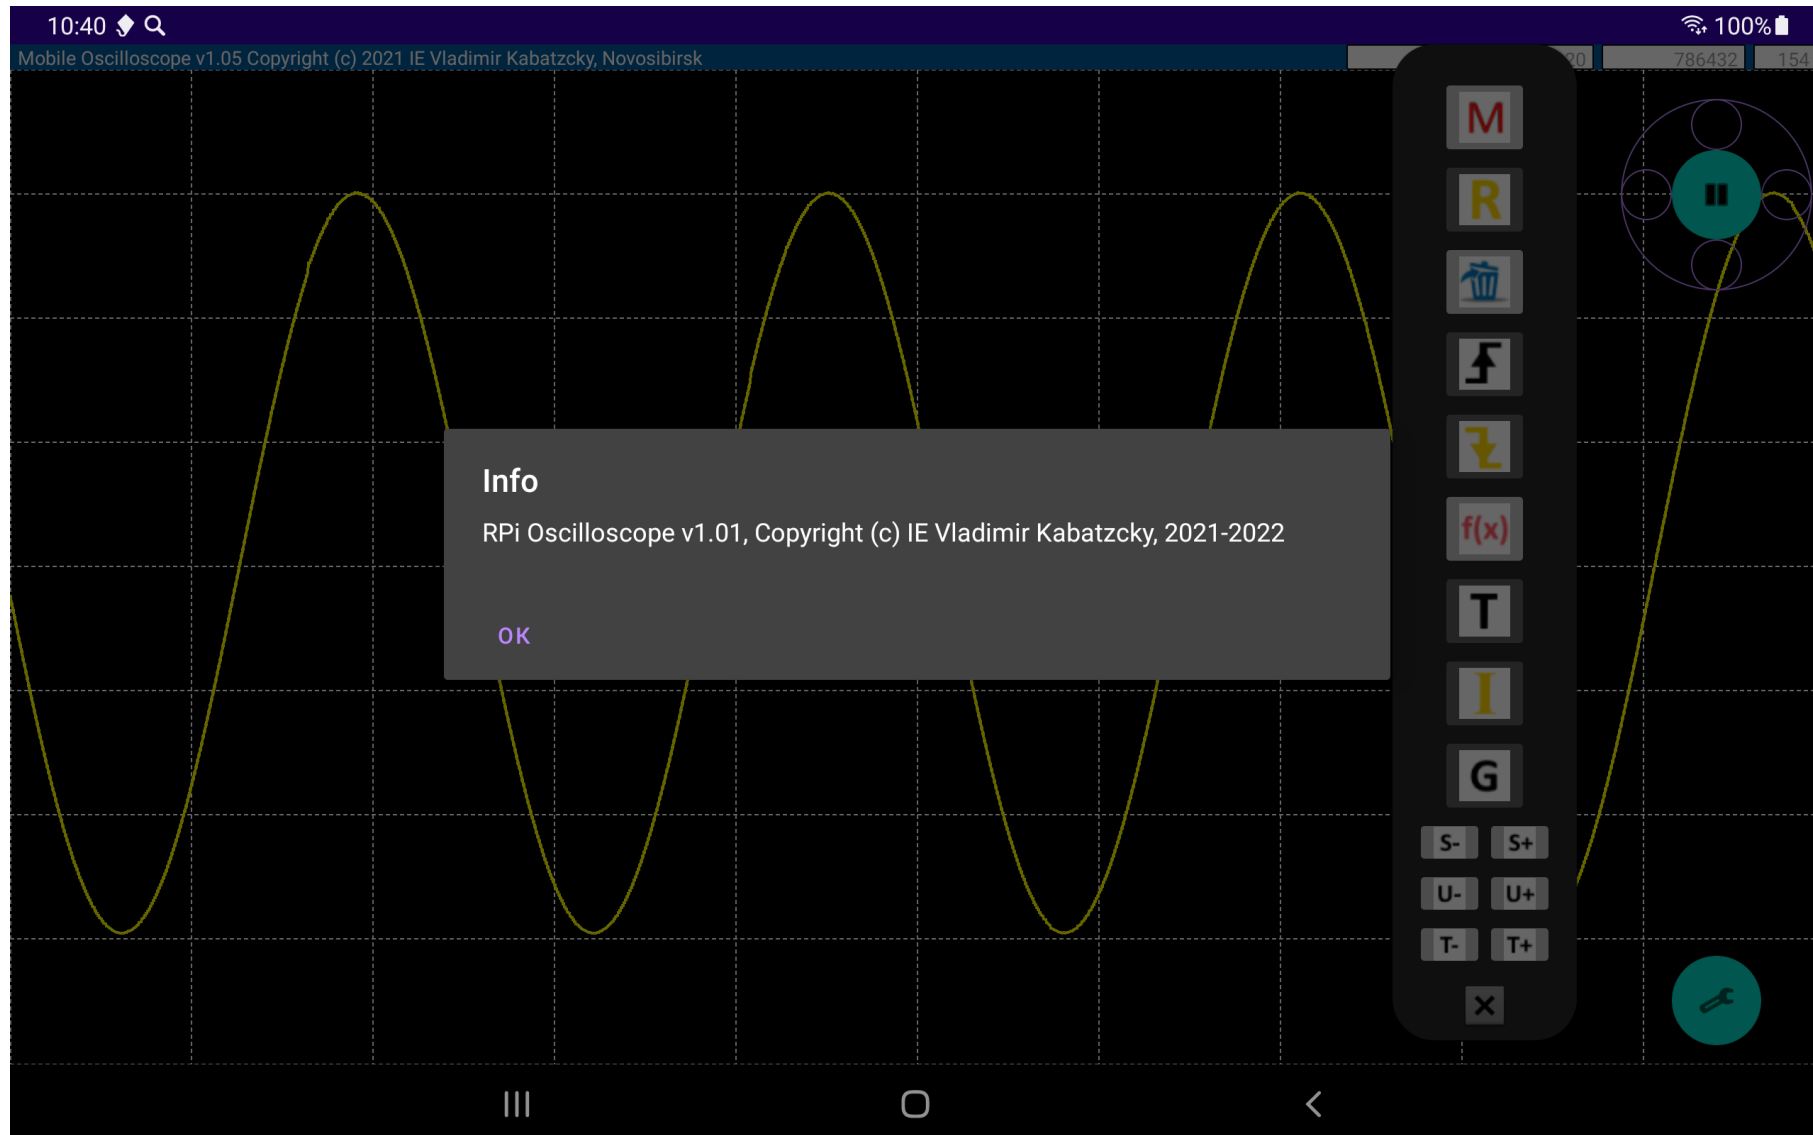 10:40
100%
Mobile Oscilloscope v1.05 Copyright (c) 2021 IE Vladimir Kabatzcky, Novosibirsk
20 786432 154
M
R
f(x)
T
I
G
S- S+
U- U+
T- T+
Info
RPi Oscilloscope v1.01, Copyright (c) IE Vladimir Kabatzcky, 2021-2022
OK